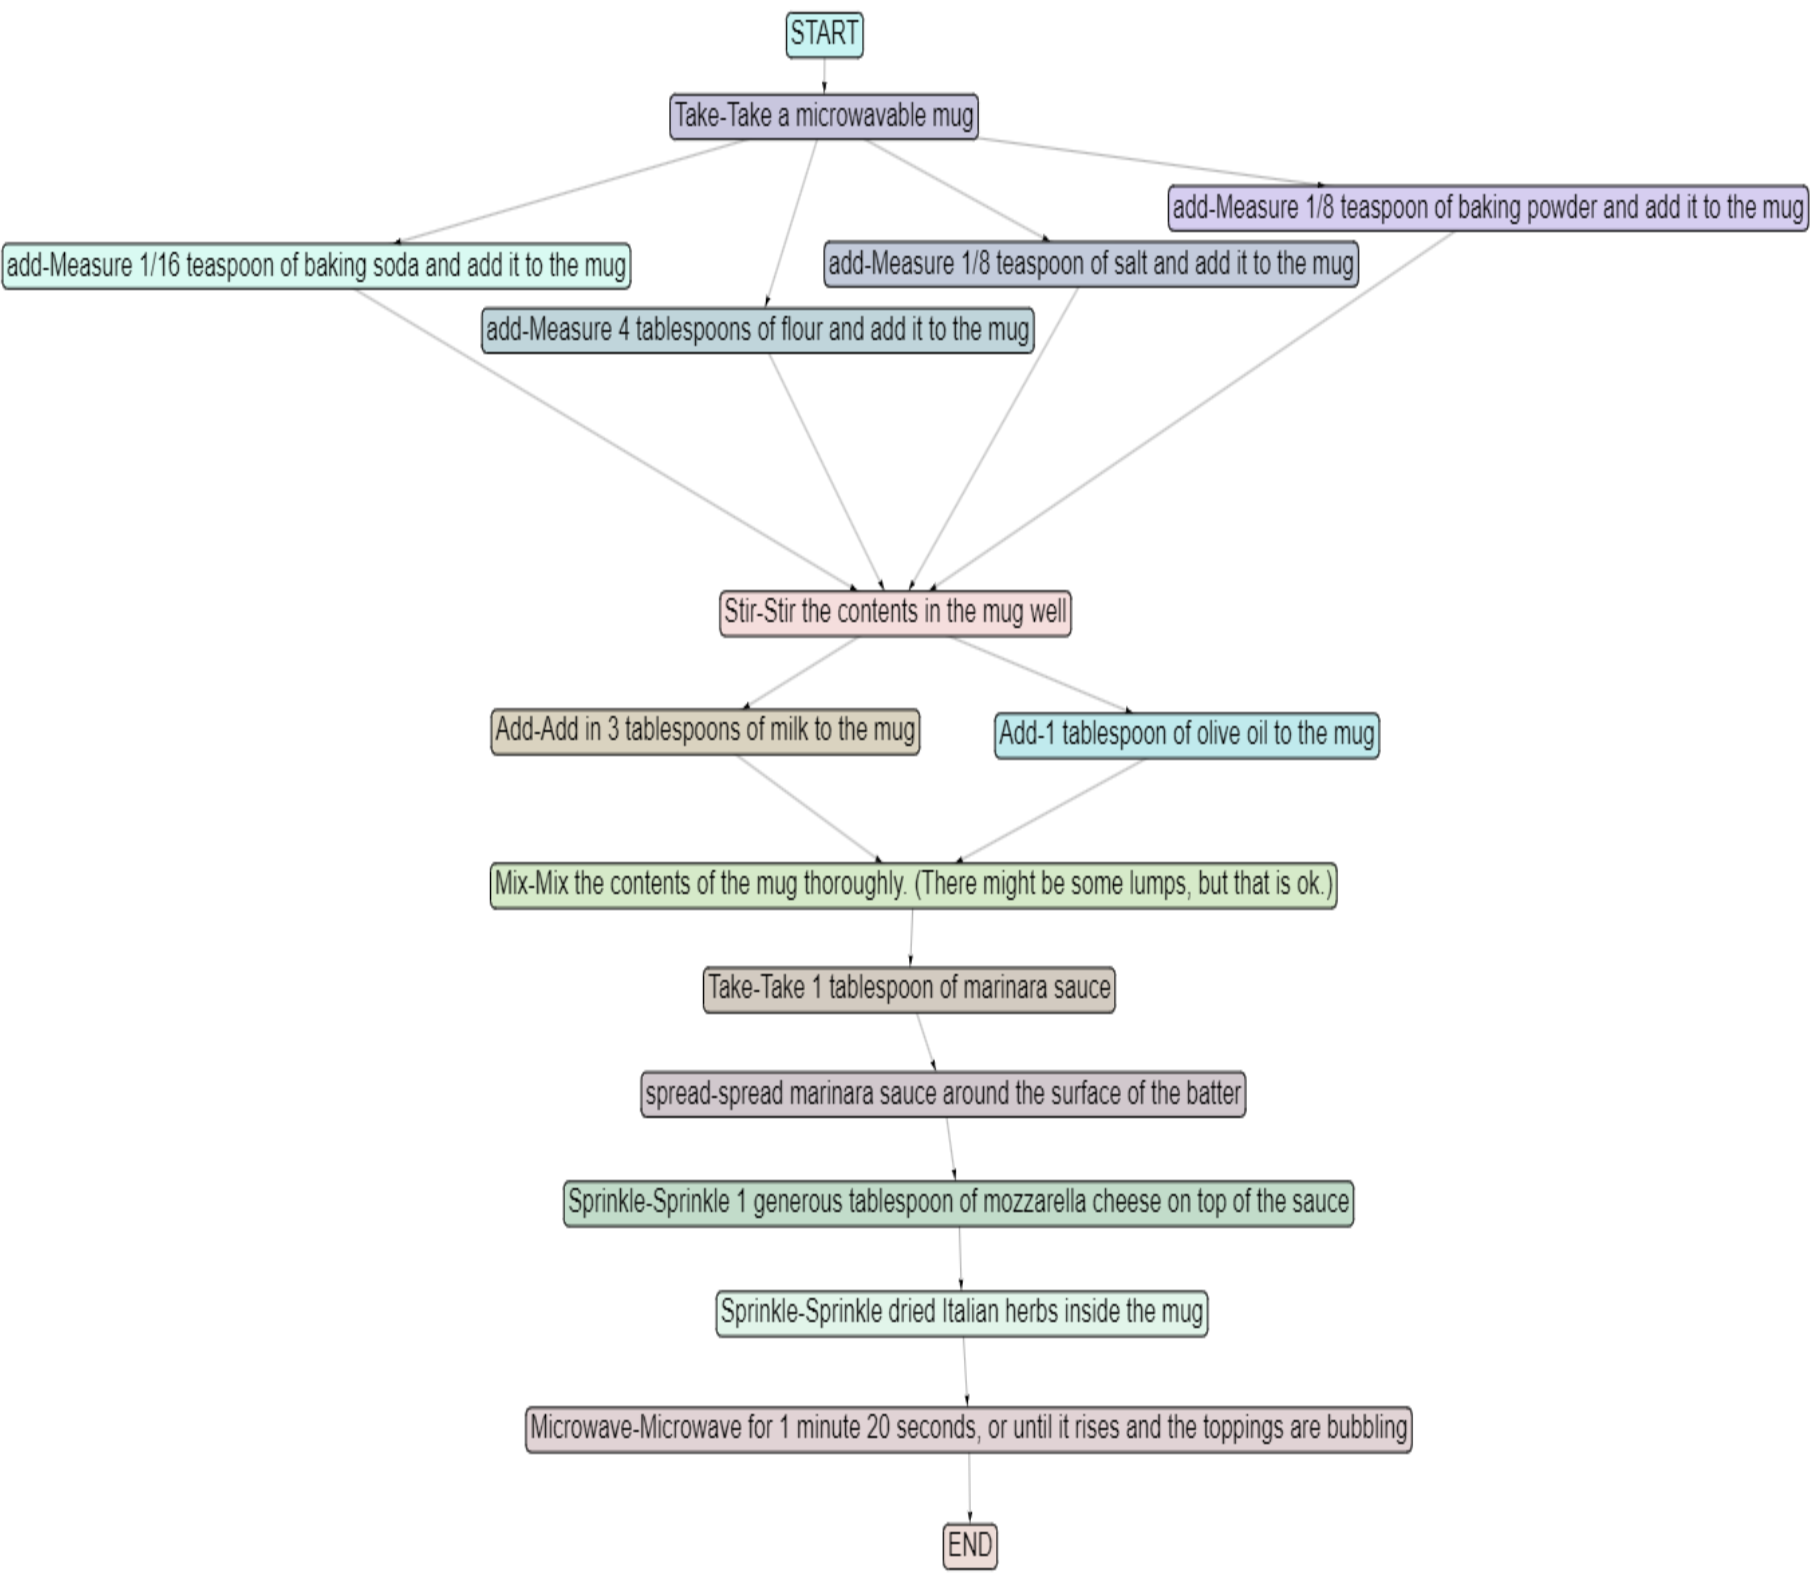 START
Take-Take a microwavable mug
add-Measure 1/8 teaspoon of baking powder and add it to the mug
add-Measure 1/16 teaspoon of baking soda and add it to the mug
add-Measure 1/8 teaspoon of salt and add it to the mug
add-Measure 4 tablespoons of flour and add it to the mug
Stir-Stir the contents in the mug well
Add-Add in 3 tablespoons of milk to the mug
Add-1 tablespoon of olive oil to the mug
Mix-Mix the contents of the mug thoroughly. (There might be some lumps, but that is ok.)
Take-Take 1 tablespoon of marinara sauce
spread-spread marinara sauce around the surface of the batter
Sprinkle-Sprinkle 1 generous tablespoon of mozzarella cheese on top of the sauce
Sprinkle-Sprinkle dried Italian herbs inside the mug
Microwave-Microwave for 1 minute 20 seconds, or until it rises and the toppings are bubbling
END